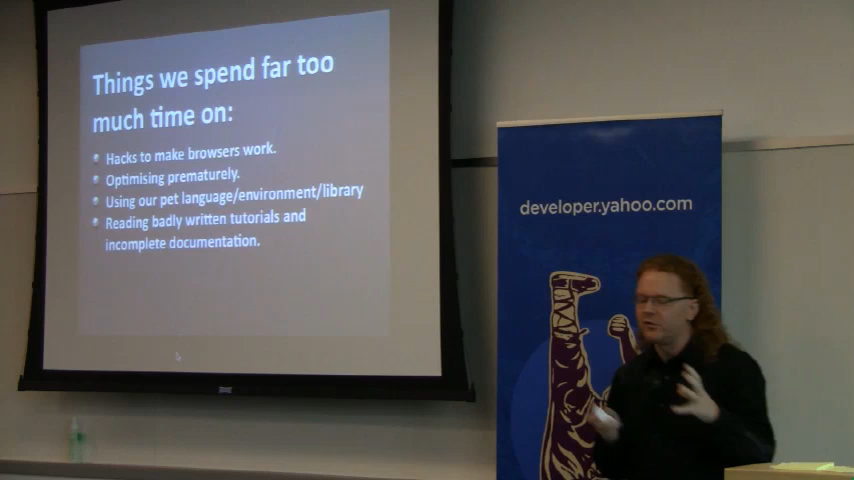 Things we spend far too
much time on:
Hacks to make browsers work.
Optimising prematurely.
Using our pet language/environment/library
Reading badly written tutorials and
incomplete documentation.
developer.yahoo.com